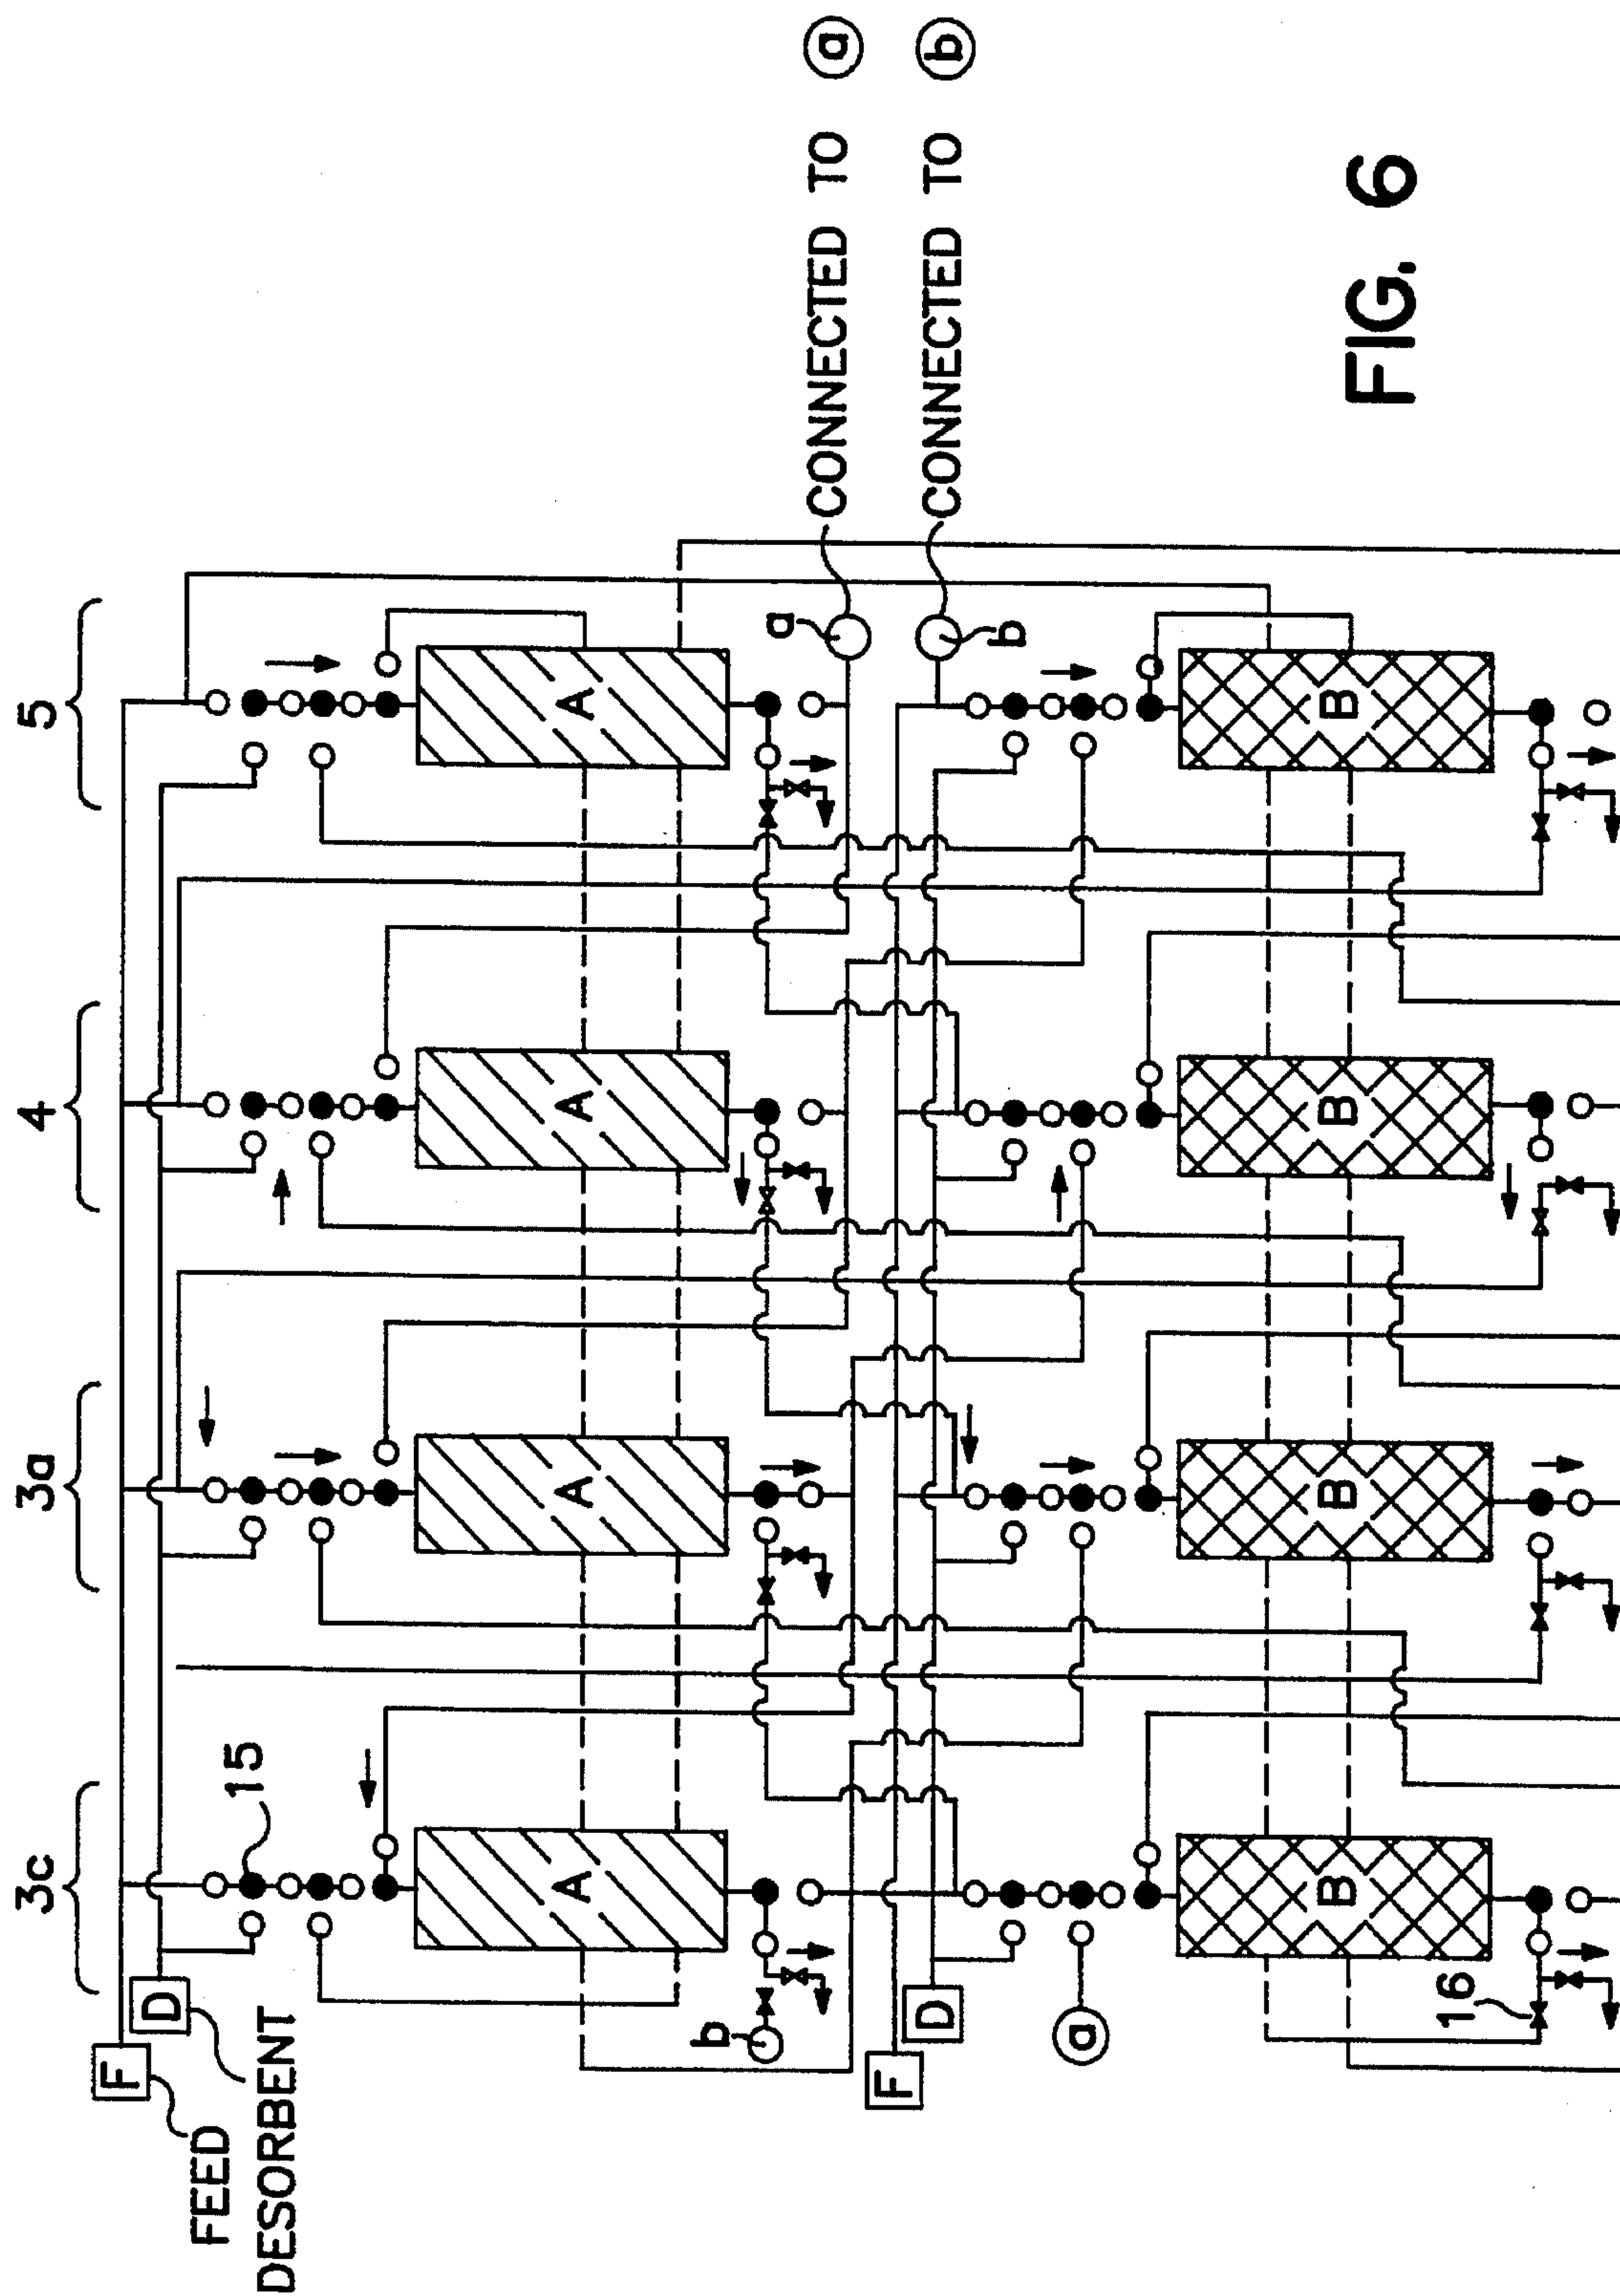 3c
3a
4
5
F
FEED
D
DESORBENT
15
A
A
A
A
b
a
CONNECTED TO a
F
D
b
CONNECTED TO b
a
B
B
B
B
16
FIG. 6